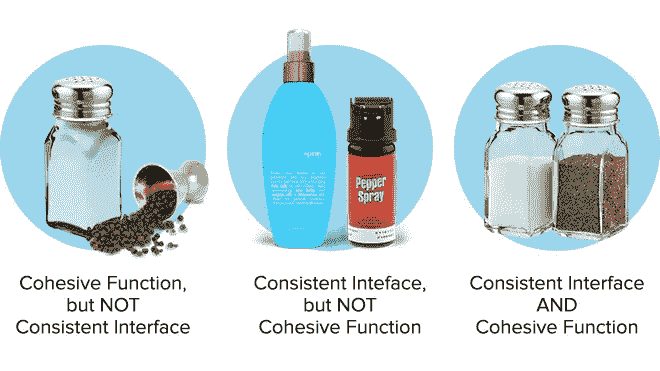 Pepper
Spray
Cohesive Function,
but NOT
Consistent Interface
Consistent Inteface,
but NOT
Cohesive Function
Consistent Interface
AND
Cohesive Function